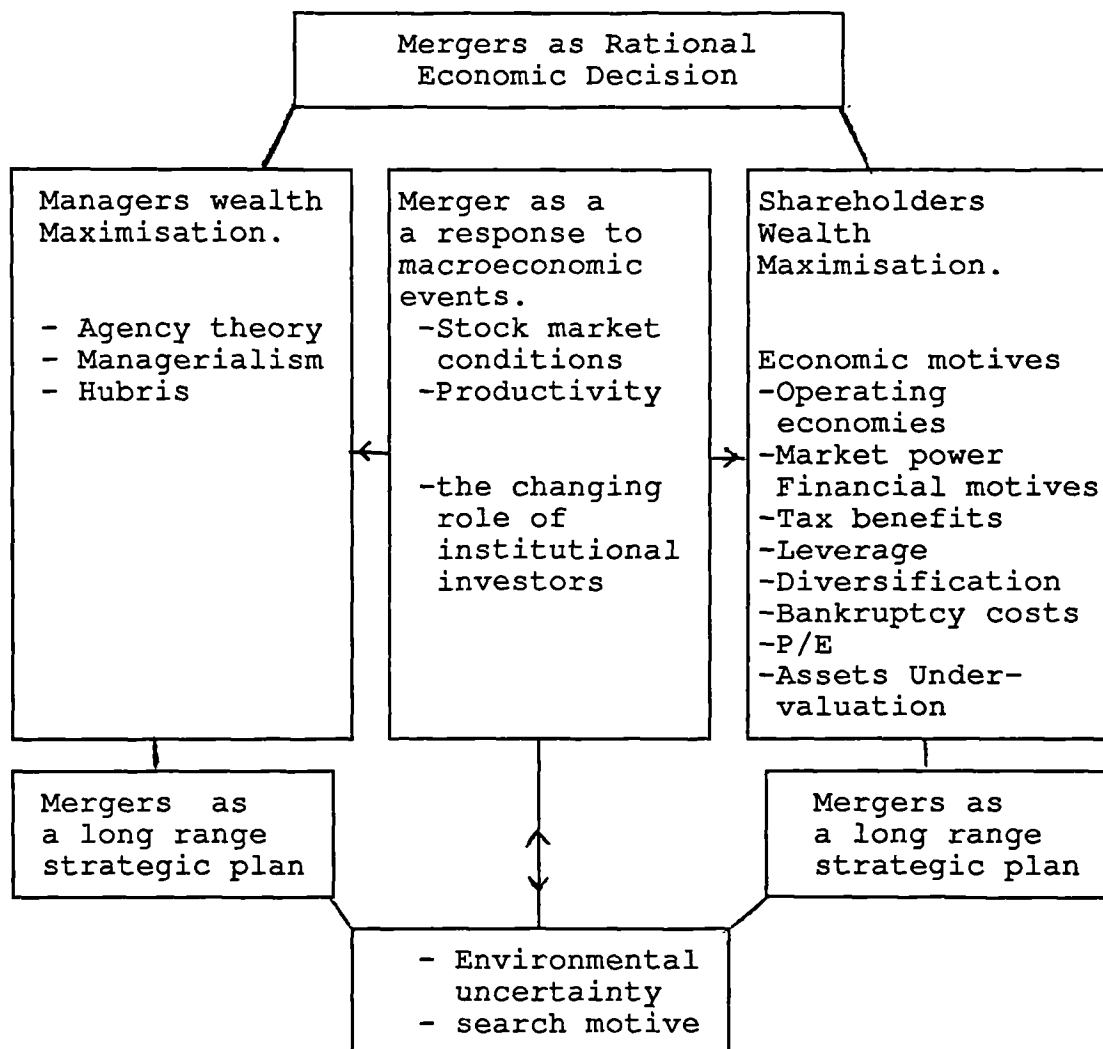 Mergers as Rational
Economic Decision
Managers wealth
Maximisation.
- Agency theory
- Managerialism
- Hubris
Merger as a
a response to
macroeconomic
events.
-Stock market
conditions
-Productivity
-the changing
role of
institutional
investors
Shareholders
Wealth
Maximisation.
Economic motives
-Operating
economies
-Market power
Financial motives
-Tax benefits
-Leverage
-Diversification
-Bankruptcy costs
-P/E
-Assets Under-
valuation
Mergers as
a long range
strategic plan
Mergers as
a long range
strategic plan
- Environmental
uncertainty
- search motive